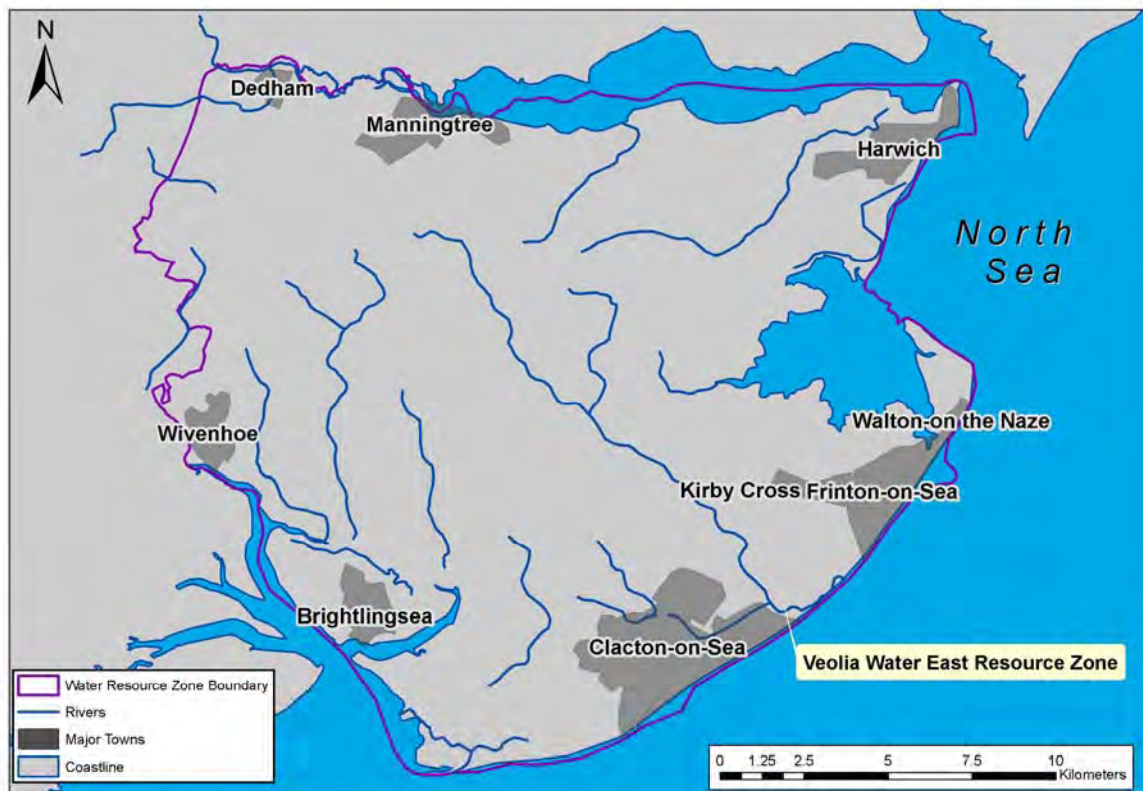 N
Dedham
Manningtree
Harwich
North
Sea
Walton-on the Naze
Wivenhoe
Kirby Cross
Frinton-on-Sea
Brightlingsea
Clacton-on-Sea
Veolia Water East Resource Zone
Water Resource Zone Boundary
Rivers
Major Towns
Coastline
0 1.25 2.5 5 7.5 10
Kilometers